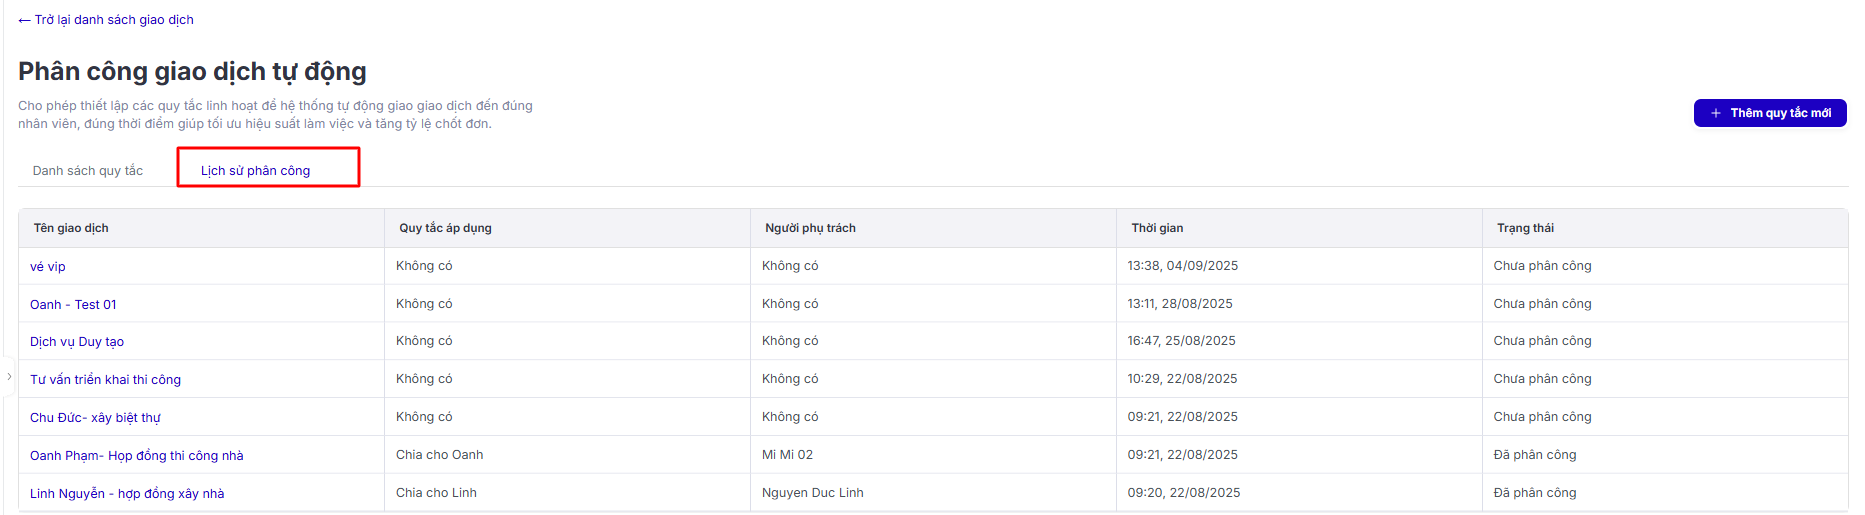 ← Trở lại danh sách giao dịch
Phân công giao dịch tự động
Cho phép thiết lập các quy tắc linh hoạt để hệ thống tự động giao giao dịch đến đúng
nhân viên, đúng thời điểm giúp tối ưu hiệu suất làm việc và tăng tỷ lệ chốt đơn.
+ Thêm quy tắc mới
Danh sách quy tắc Lịch sử phân công
Tên giao dịch Quy tắc áp dụng Người phụ trách Thời gian Trạng thái
vé vip Không có Không có 13:38, 04/09/2025 Chưa phân công
Oanh - Test 01 Không có Không có 13:11, 28/08/2025 Chưa phân công
Dịch vụ Duy tạo Không có Không có 16:47, 25/08/2025 Chưa phân công
Tư vấn triển khai thi công Không có Không có 10:29, 22/08/2025 Chưa phân công
Chu Đức- xây biệt thự Không có Không có 09:21, 22/08/2025 Chưa phân công
Oanh Phạm- Họp đồng thi công nhà Chia cho Oanh Mi Mi 02 09:21, 22/08/2025 Đã phân công
Linh Nguyễn - hợp đồng xây nhà Chia cho Linh Nguyen Duc Linh 09:20, 22/08/2025 Đã phân công